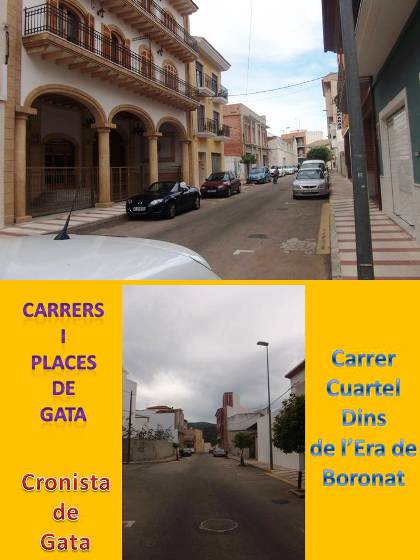 CARRERS
I
PLACES
DE
GATA
Cronista
de
Gata
Carrer
Cuartel
Dins
de l’Era de
Boronat